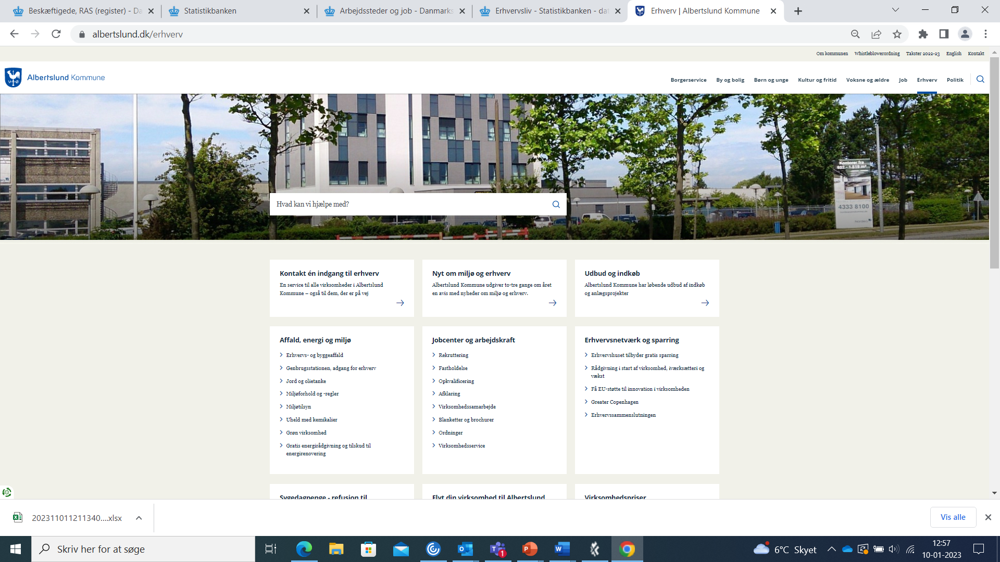 Beskæftigede, RAS (register) - Da
Statistikbanken
Arbejdssteder og job - Danmarks
Erhvervsliv - Statistikbanken - dat
Erhverv | Albertslund Kommune
albertslund.dk/erhverv
Om kommunen Whistleblowerordning Takster 2022-23 English Kontakt
Albertslund Kommune
Borgerservice By og bolig Børn og unge Kultur og fritid Voksne og ældre Job Erhverv Politik
Kontorer fra
652 - 1.519 m²
4333 8100
Hvad kan vi hjælpe med?
Kontakt én indgang til erhverv
En service til alle virksomheder i Albertslund
Kommune – også til dem, der er på vej
Nyt om miljø og erhverv
Albertslund Kommune udgiver to-tre gange om året
en avis med nyheder om miljø og erhverv.
Udbud og indkøb
Albertslund Kommune har løbende udbud af indkøb
og anlægsprojekter
Affald, energi og miljø
Erhvervs- og byggeaffald
Genbrugsstationen, adgang for erhverv
Jord og olietanke
Miljøforhold og -regler
Miljøtilsyn
Uheld med kemikalier
Grøn virksomhed
Gratis energirådgivning og tilskud til
energirenovering
Jobcenter og arbejdskraft
Rekruttering
Fastholdelse
Opkvalificering
Afklaring
Virksomhedssamarbejde
Blanketter og brochurer
Ordninger
Virksomhedsservice
Erhvervsnetværk og sparring
Erhvervshuset tilbyder gratis sparring
Rådgivning i start af virksomhed, iværksætteri og
vækst
Få EU-støtte til innovation i virksomheden
Greater Copenhagen
Erhvervssammenslutningen
Sygedagpenge - refusion til
Flyt din virksomhed til Albertslund
Virksomhedspriser
202311011211340....xlsx
Vis alle
Skriv her for at søge
1
6°C Skyet
12:57
10-01-2023